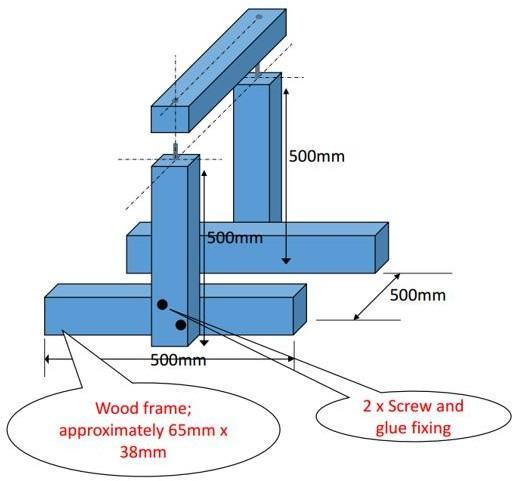 500mm
500mm
500mm
500mm
Wood frame;
approximately 65mm x
38mm
2 x Screw and
glue fixing